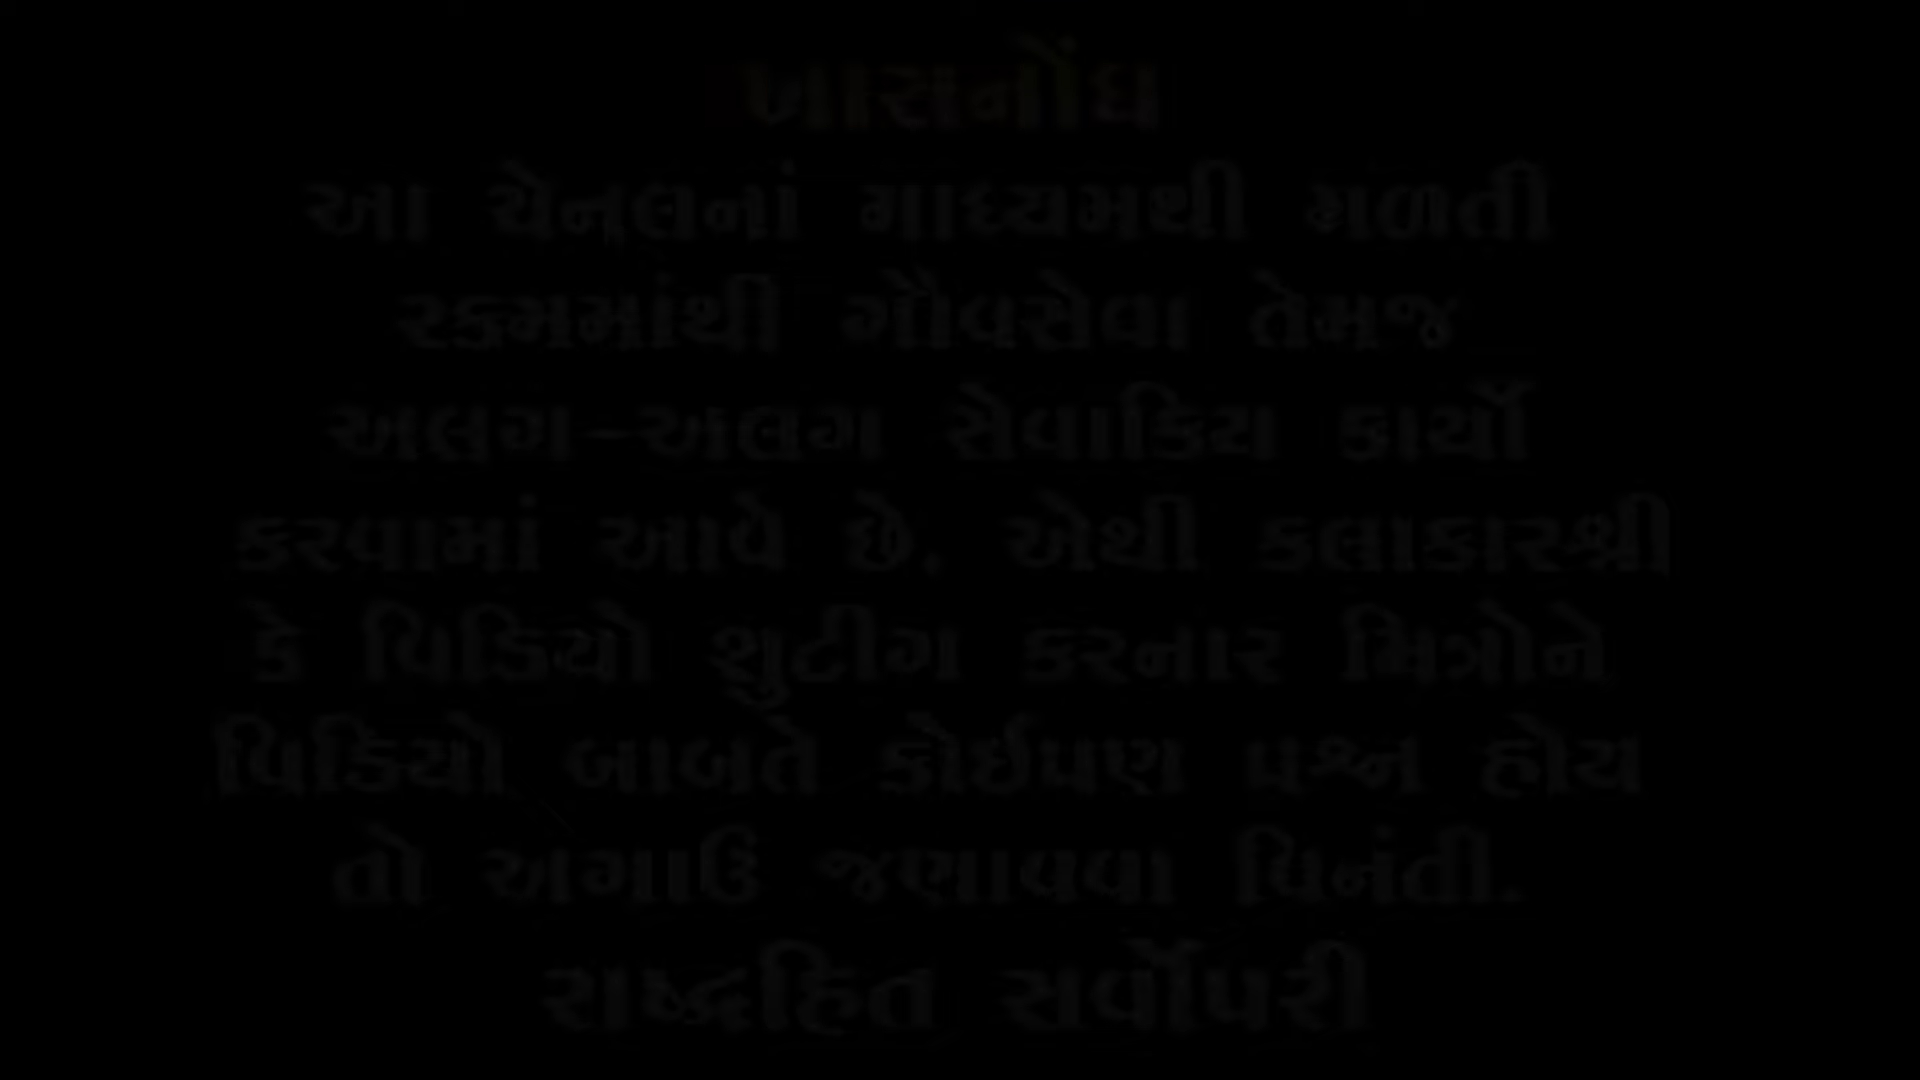 ખાસનોંધ
આ ચેનલનાં માધ્યમથી મળતી
રકમમાંથી ગૌવસેવા તેમજ
અલગ-અલગ સેવાકિય કાર્યો
કરવામાં આવે છે. એથી કલાકારશ્રી
કે વિડિયો શુટીગ કરનાર મિત્રોને
વિડિયો બાબતે કોઈપણ પ્રશ્ન હોય
તો અગાઉ જણાવવા વિનંતી.
રાષ્ટ્રહિત સર્વોપરી